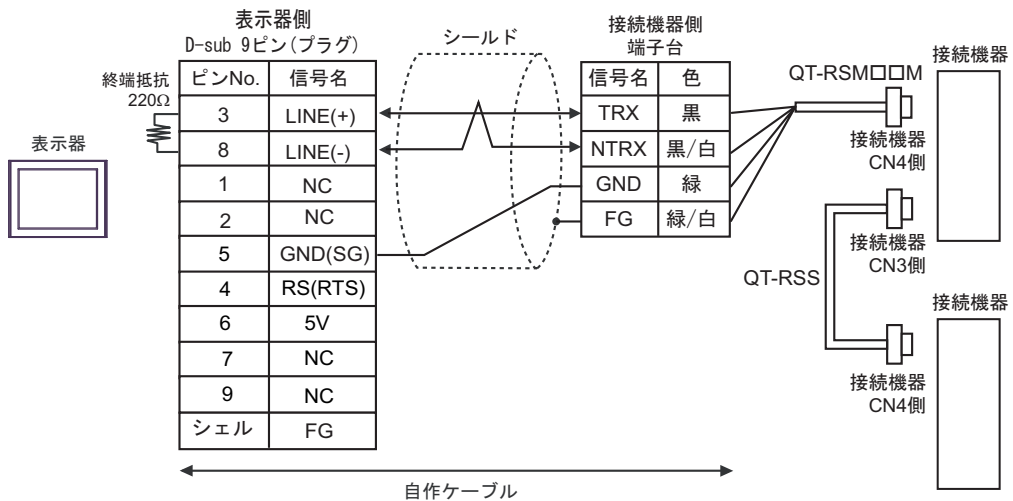 表示器側
D-sub 9ピン(プラグ)
シールド
接続機器側
端子台
接続機器
終端抵抗
220Ω
ピンNo. 信号名
信号名 色
QT-RSM□□M
3 LINE(+)
TRX 黒
表示器
8 LINE(-)
NTRX 黒/白
接続機器
CN4側
1 NC
GND 緑
2 NC
FG 緑/白
接続機器
CN3側
5 GND(SG)
QT-RSS
4 RS(RTS)
接続機器
6 5V
7 NC
接続機器
CN4側
9 NC
シェル FG
自作ケーブル